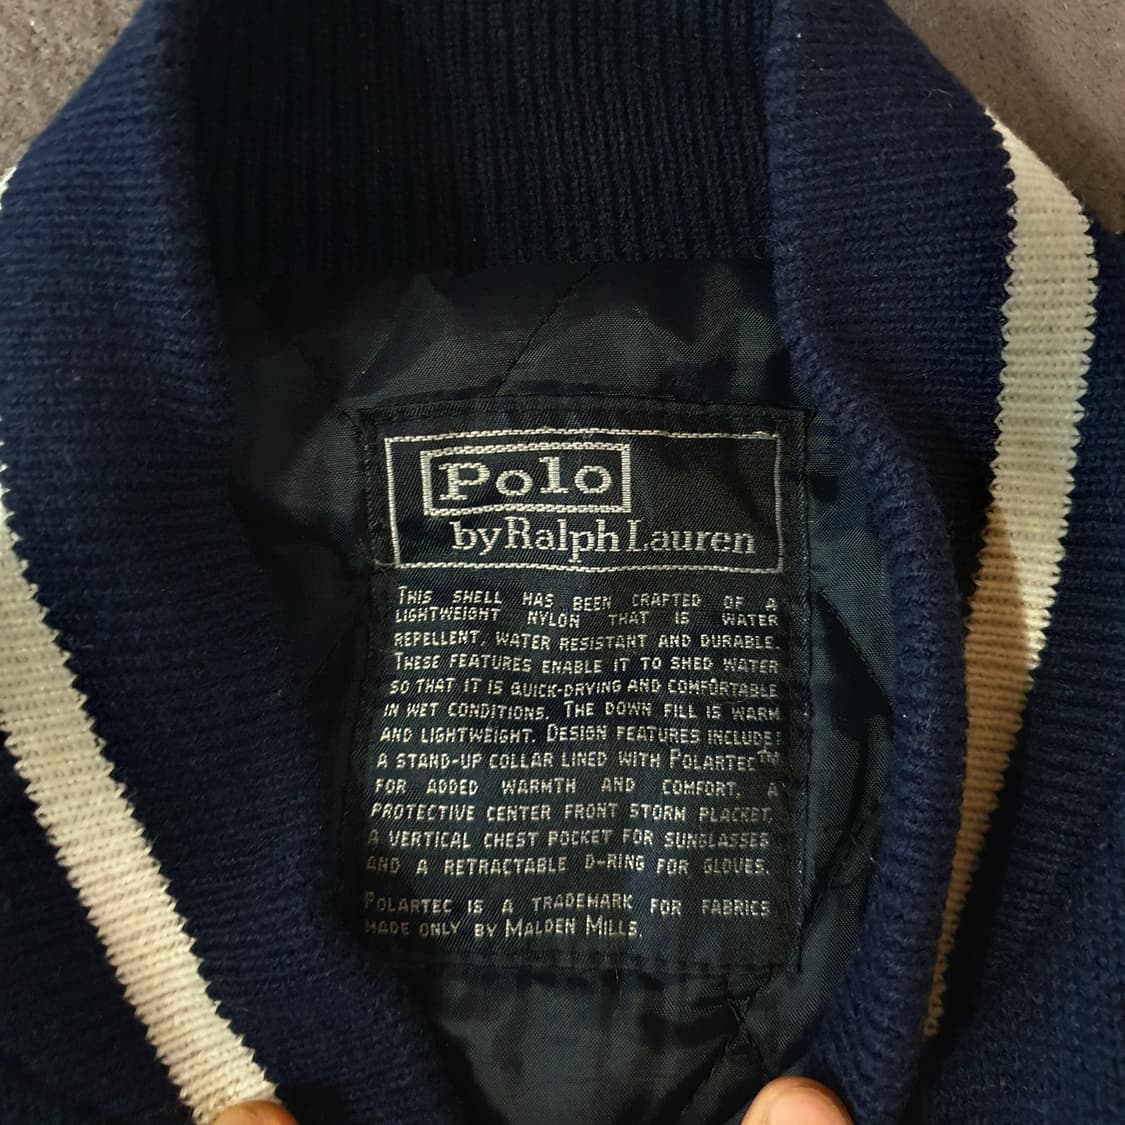 Polo
by Ralph Lauren
THIS SHELL HAS BEEN CRAFTED OF A
LIGHTWEIGHT NYLON THAT IS WATER
REPELLENT, WATER RESISTANT AND DURABLE.
THESE FEATURES ENABLE IT TO SHED WATER
SO THAT IT IS QUICK-DRYING AND COMFORTABLE
IN WET CONDITIONS. THE DOWN FILL IS WARM
AND LIGHTWEIGHT. DESIGN FEATURES INCLUDE:
A STAND-UP COLLAR LINED WITH POLARTEC™
FOR ADDED WARMTH AND COMFORT, A
PROTECTIVE CENTER FRONT STORM PLACKET,
A VERTICAL CHEST POCKET FOR SUNGLASSES
AND A RETRACTABLE D-RING FOR GLOVES.
POLARTEC IS A TRADEMARK FOR FABRICS
MADE ONLY BY MALDEN MILLS.